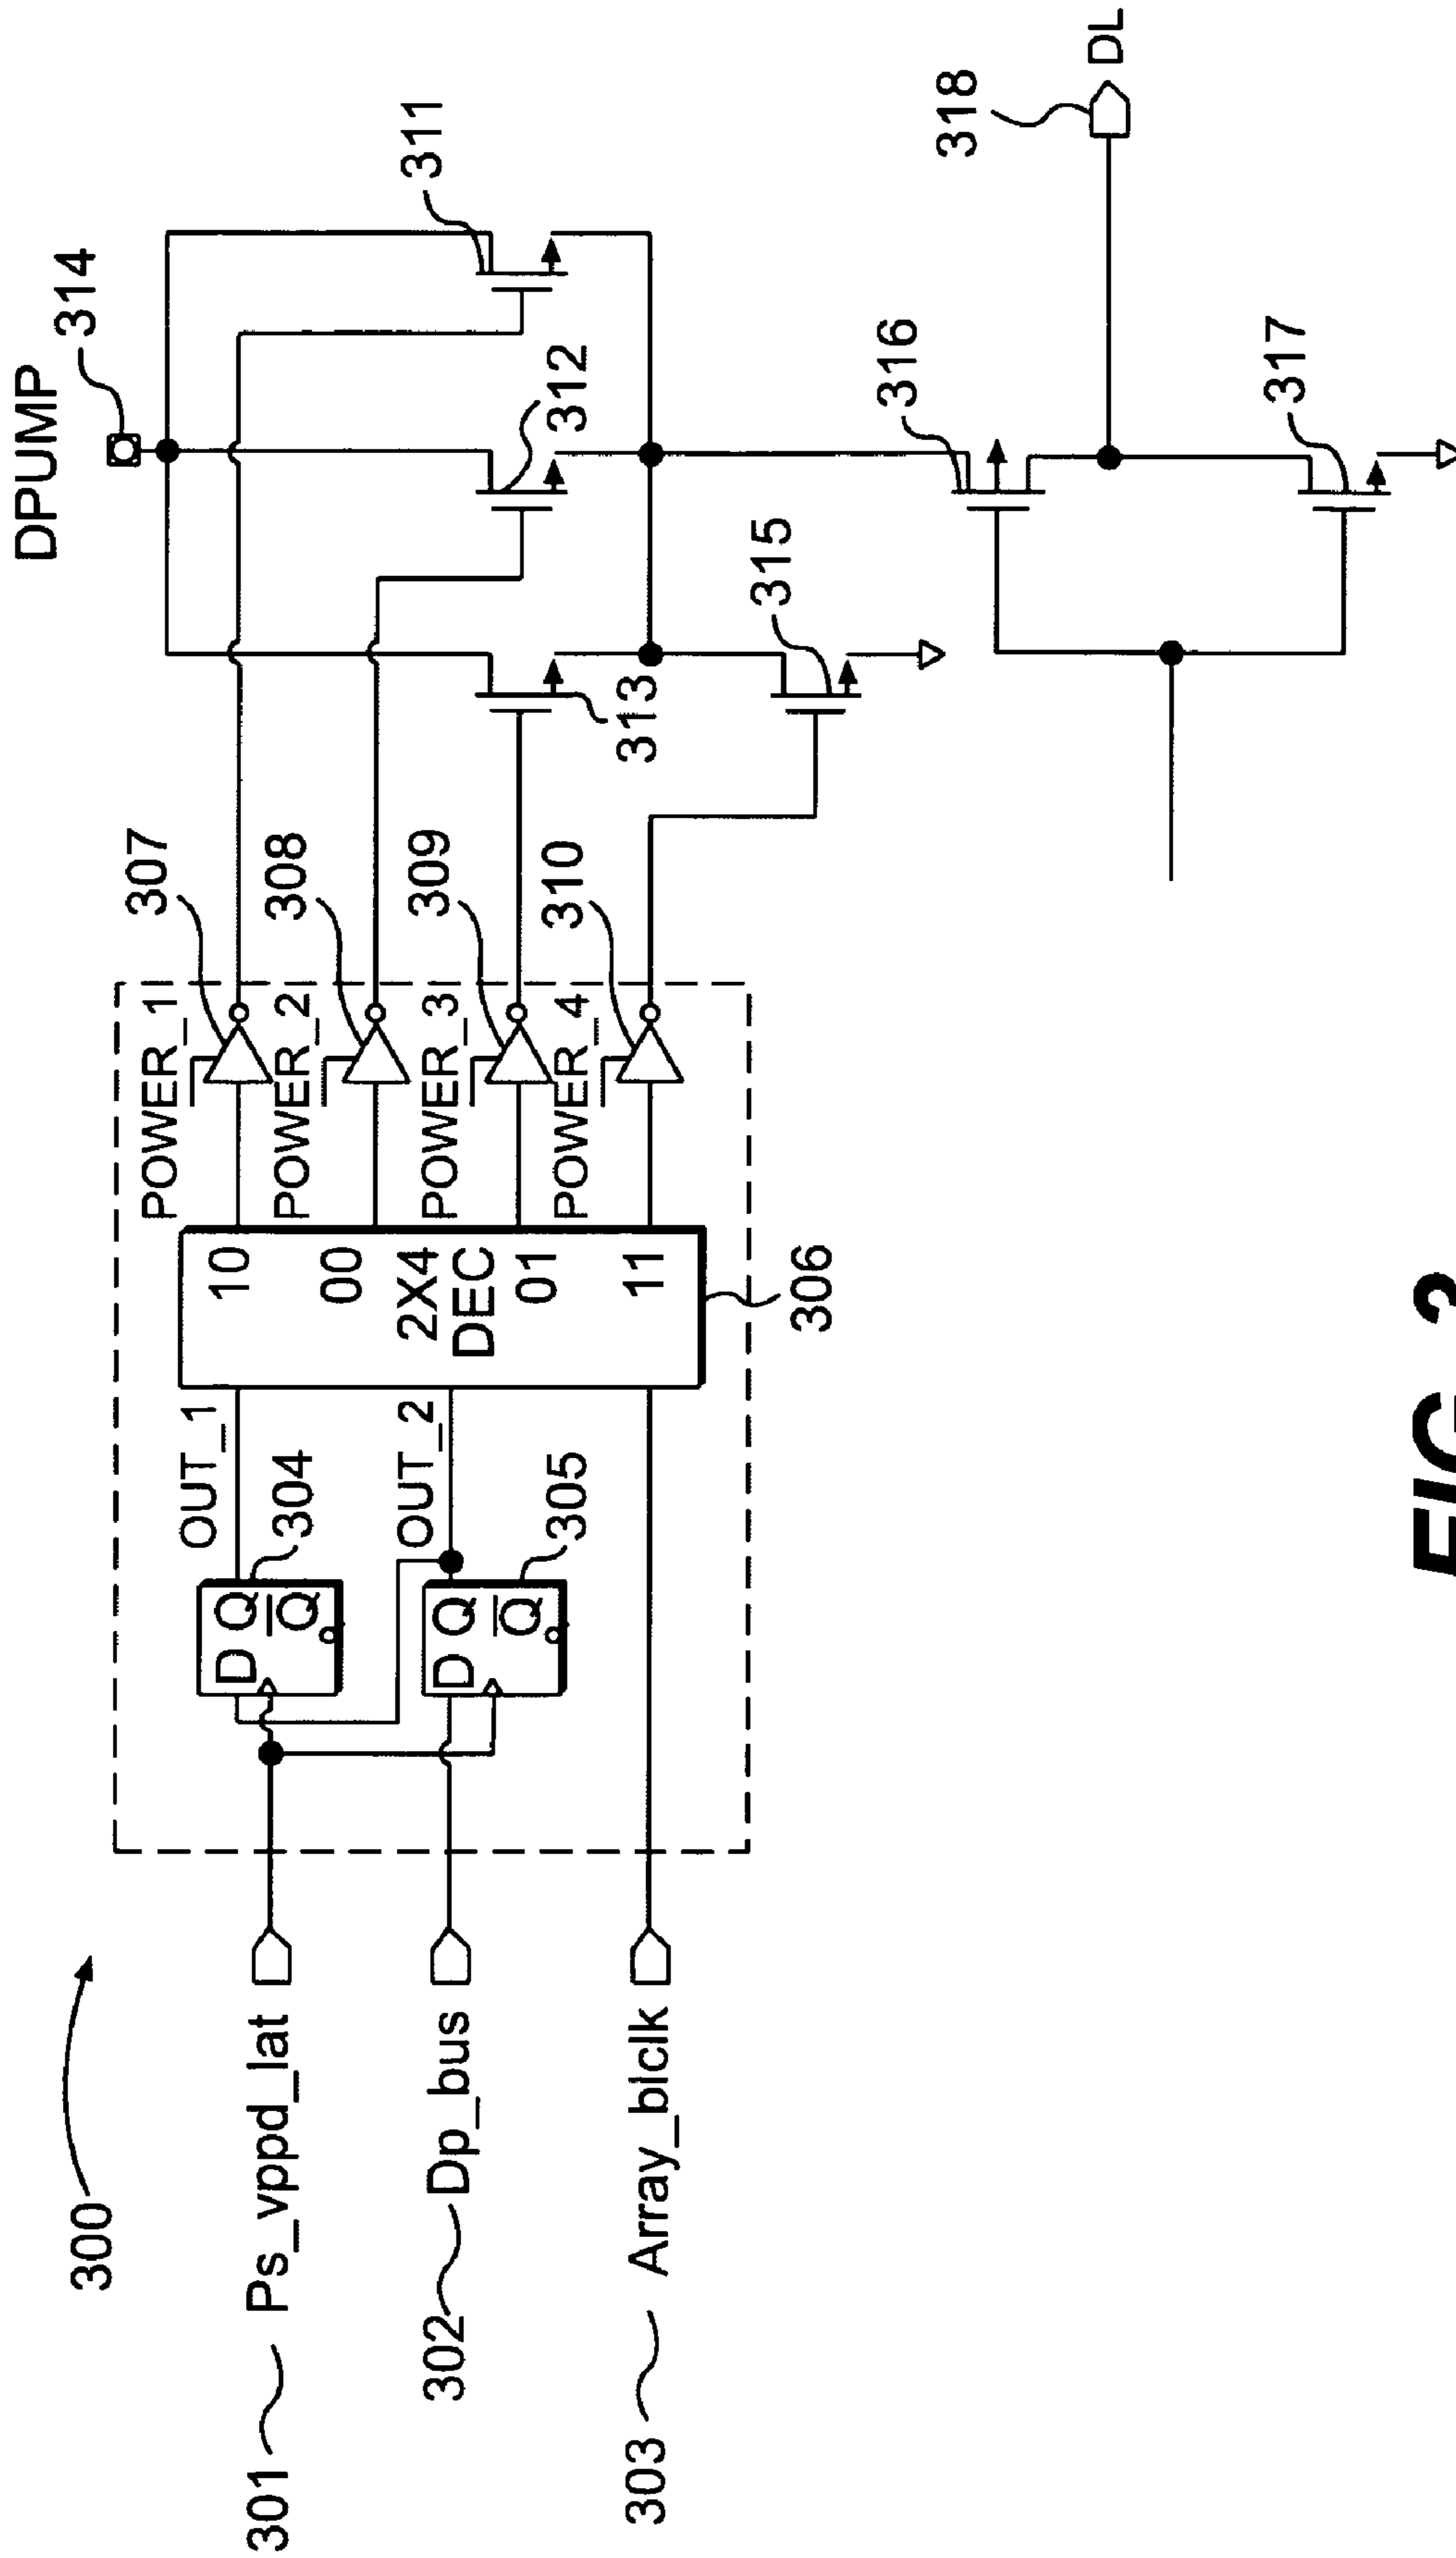 DPUMP
314
311
312
313
315
316
318
DL
317
307
308
309
310
POWER_1
POWER_2
POWER_3
POWER_4
10
00
2X4
DEC
01
11
306
OUT_1
304
OUT_2
305
D Q
Q
D Q
Q
300
301 Ps_vppd_lat
302 Dp_bus
303 Array_blclk
FIG. 3